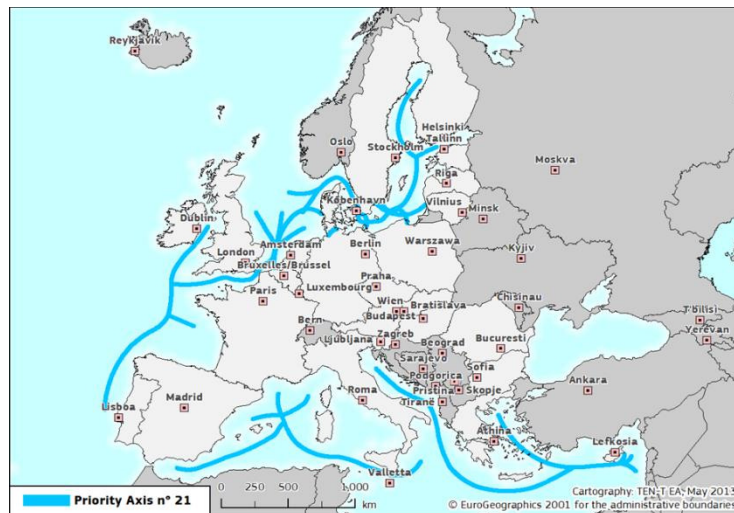 Reykjavik
Helsinki
Tallinn
Oslo
Stockholm
Moskva
Riga
København
Vilnius
Minsk
Dublin
Amsterdam
Berlin
Warszawa
London
Bruxelles/Brüssel
Kyjiv
Praha
Luxembourg
Paris
Wien
Bratislava
Chisinau
Budapest
Bern
Tbilisi
Ljubljana
Zagreb
Yerevan
Beograd
Bucuresti
Sarajevo
Sofia
Podgorica
Pristina
Skopje
Roma
Tiranë
Ankara
Lisboa
Madrid
Athina
Lefkosia
Valletta
Priority Axis n° 21
0 250 500 1,000
km
Cartography: TEN-T EA, May 2013
© EuroGeographics 2001 for the administrative boundaries